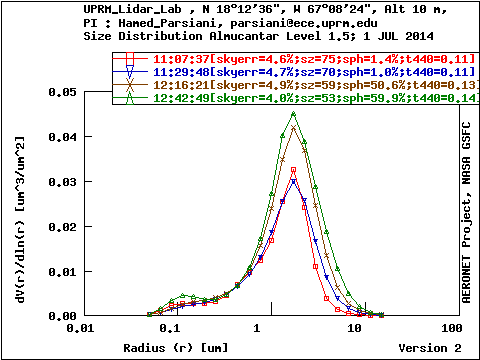 UPRM_Lidar_Lab , N 18°12'36", W 67°08'24", Alt 10 m,
PI : Hamed_Parsiani, parsiani@ece.uprm.edu
Size Distribution Almucantar Level 1.5; 1 JUL 2014
11:07:37[skyerr=4.6%;sz=75;sph=1.4%;t440=0.11]
11:29:48[skyerr=4.7%;sz=70;sph=1.0%;t440=0.11]
12:16:21[skyerr=4.9%;sz=59;sph=50.6%;t440=0.13]
12:42:49[skyerr=4.0%;sz=53;sph=59.9%;t440=0.14]
0.05
0.04
0.03
0.02
0.01
0.00
dV(r)/dln(r) [um^3/um^2]
AERONET Project, NASA GSFC
0.01
0.1
1
10
100
Radius (r) [um]
Version 2